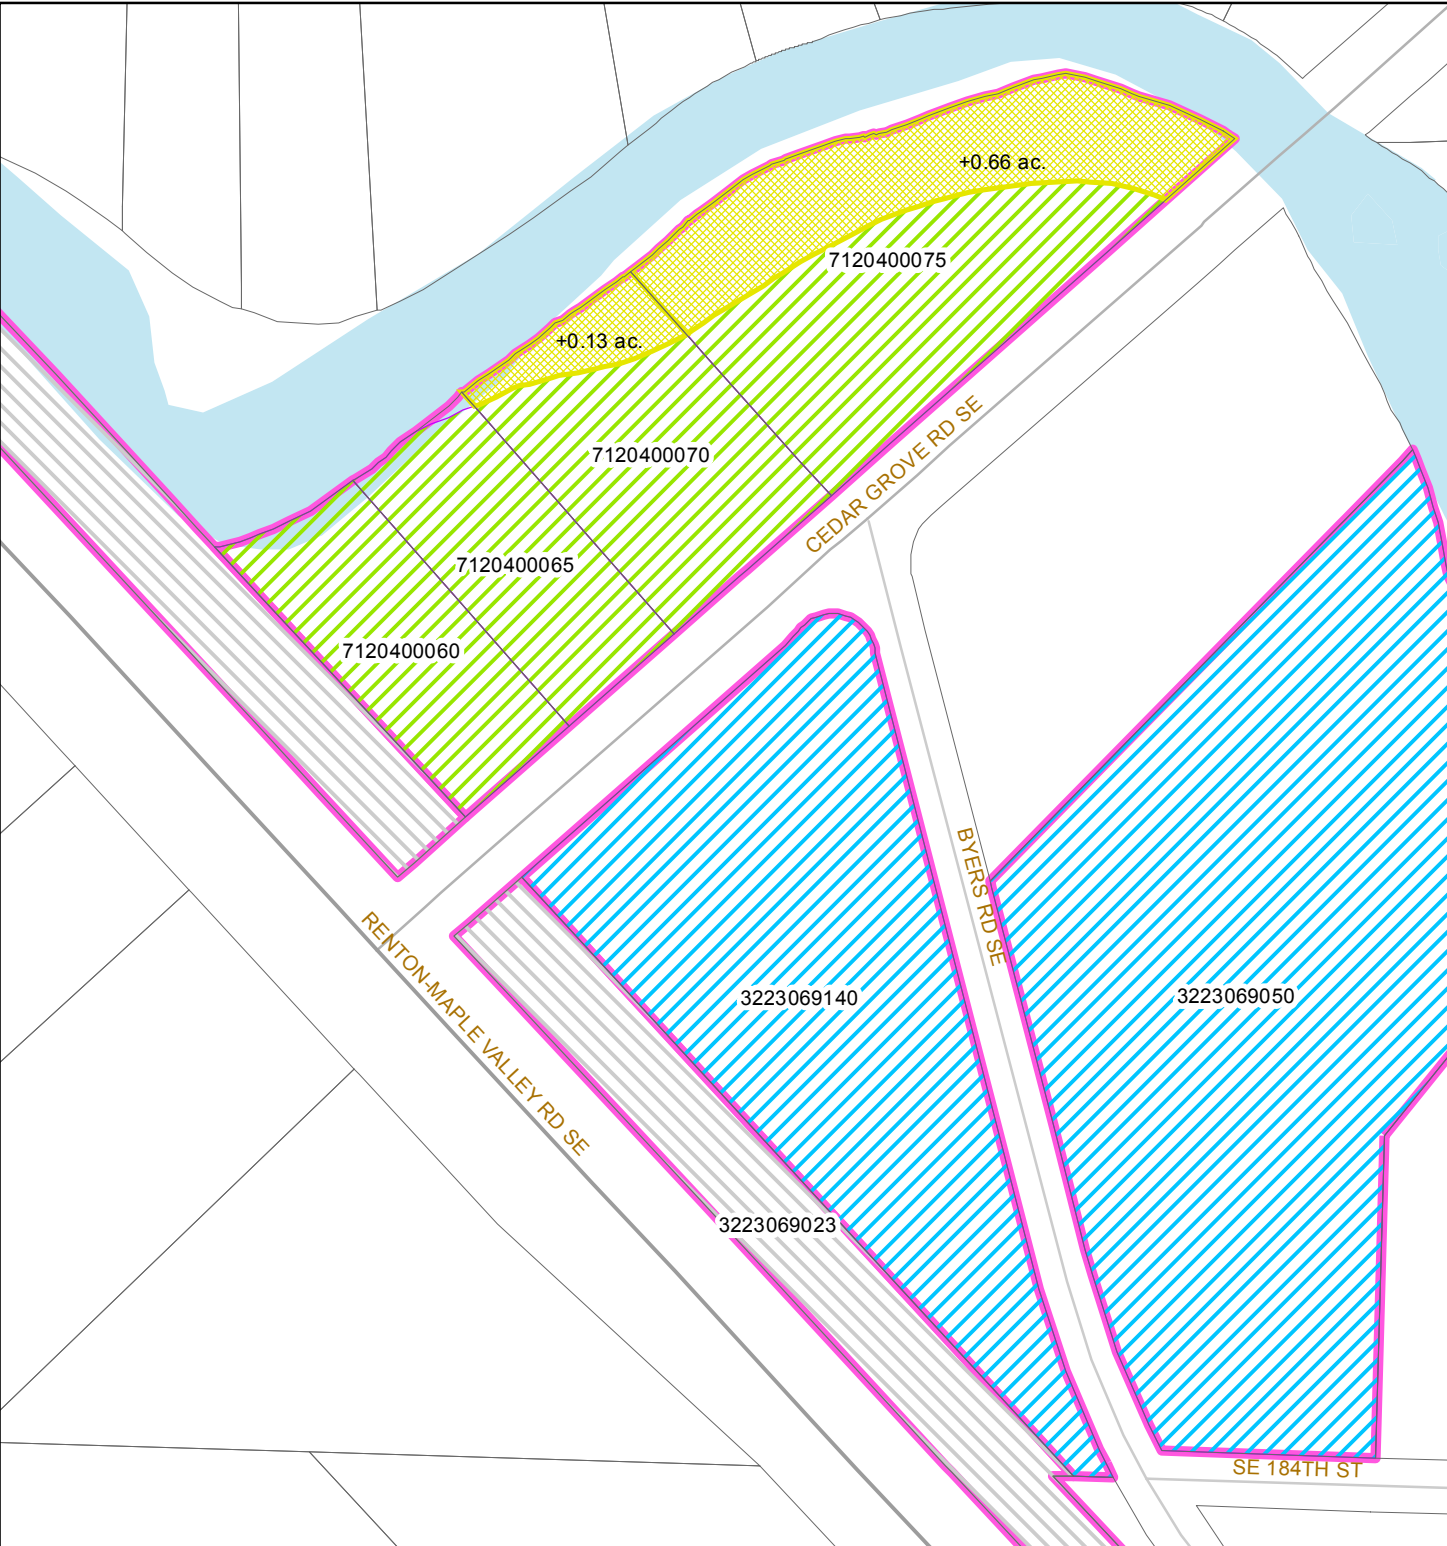 +0.66 ac.
7120400075
+0.13 ac.
7120400070
CEDAR GROVE RD SE
7120400065
7120400060
BYERS RD SE
RENTON-MAPLE VALLEY RD SE
3223069140
3223069050
3223069023
SE 184TH ST